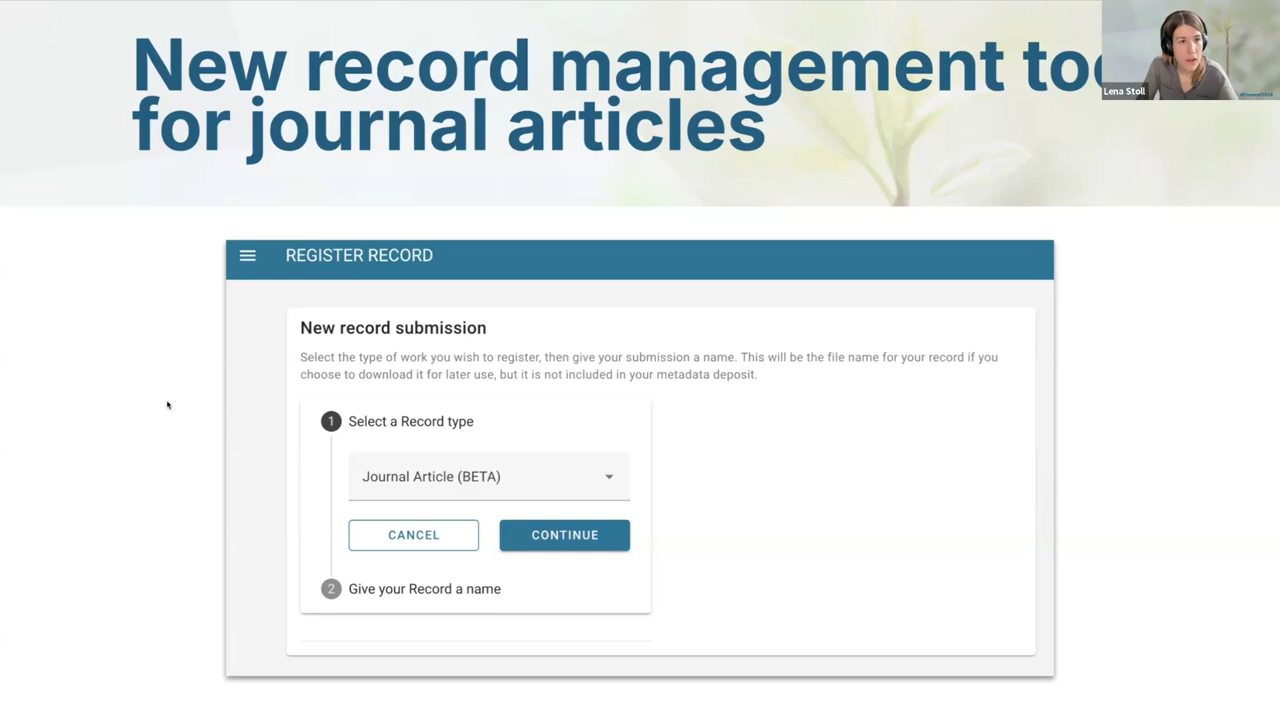 New record management too
for journal articles
Lena Stoll
REGISTER RECORD
New record submission
Select the type of work you wish to register, then give your submission a name. This will be the file name for your record if you
choose to download it for later use, but it is not included in your metadata deposit.
1 Select a Record type
Journal Article (BETA)
CANCEL
CONTINUE
2 Give your Record a name